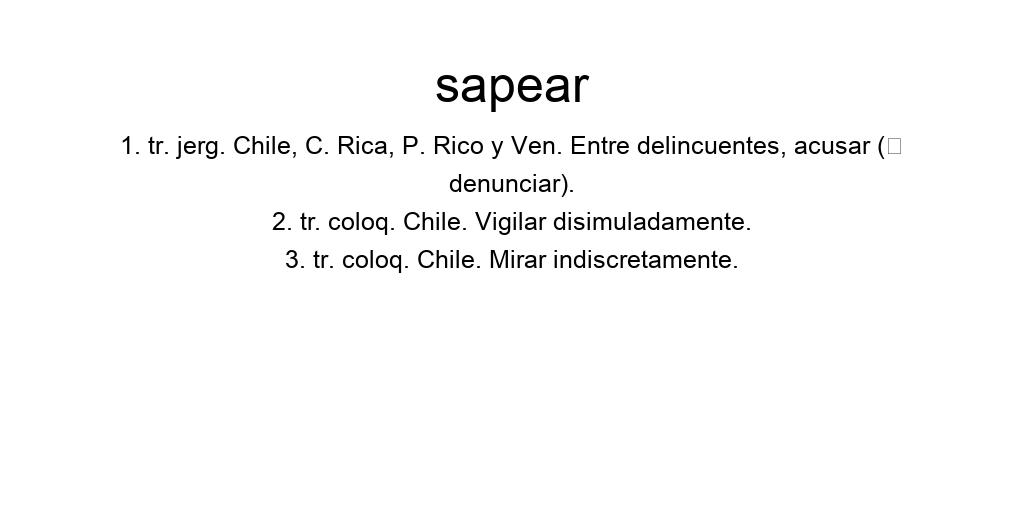 sapear
1. tr. jerg. Chile, C. Rica, P. Rico y Ven. Entre delincuentes, acusar (□
denunciar).
2. tr. coloq. Chile. Vigilar disimuladamente.
3. tr. coloq. Chile. Mirar indiscretamente.